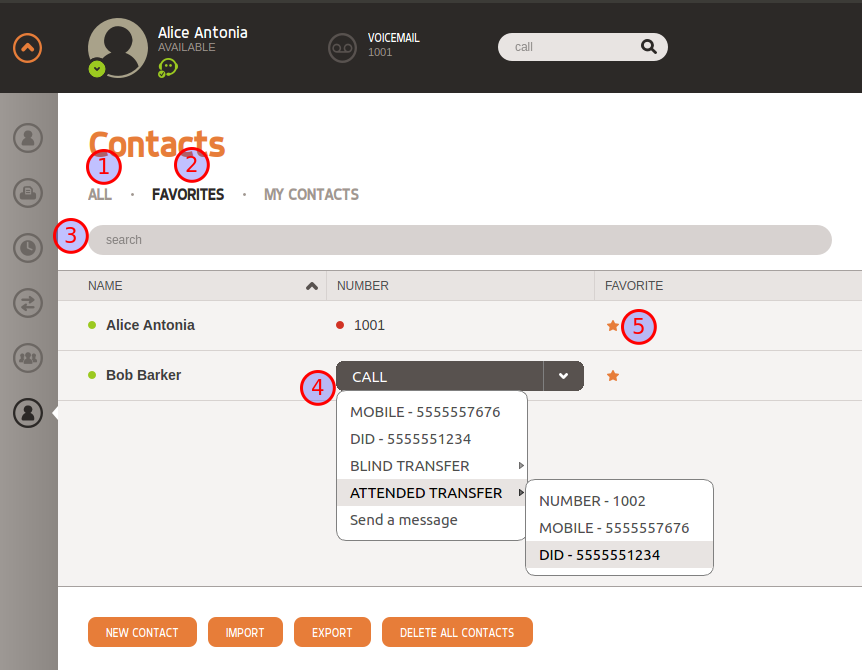 Alice Antonia
AVAILABLE
VOICEMAIL
1001
call
Contacts
1
2
ALL · FAVORITES · MY CONTACTS
3
search
NAME NUMBER FAVORITE
Alice Antonia 1001 5
Bob Barker 4 CALL
MOBILE - 5555557676
DID - 5555551234
BLIND TRANSFER
ATTENDED TRANSFER
Send a message
NUMBER - 1002
MOBILE - 5555557676
DID - 5555551234
NEW CONTACT IMPORT EXPORT DELETE ALL CONTACTS